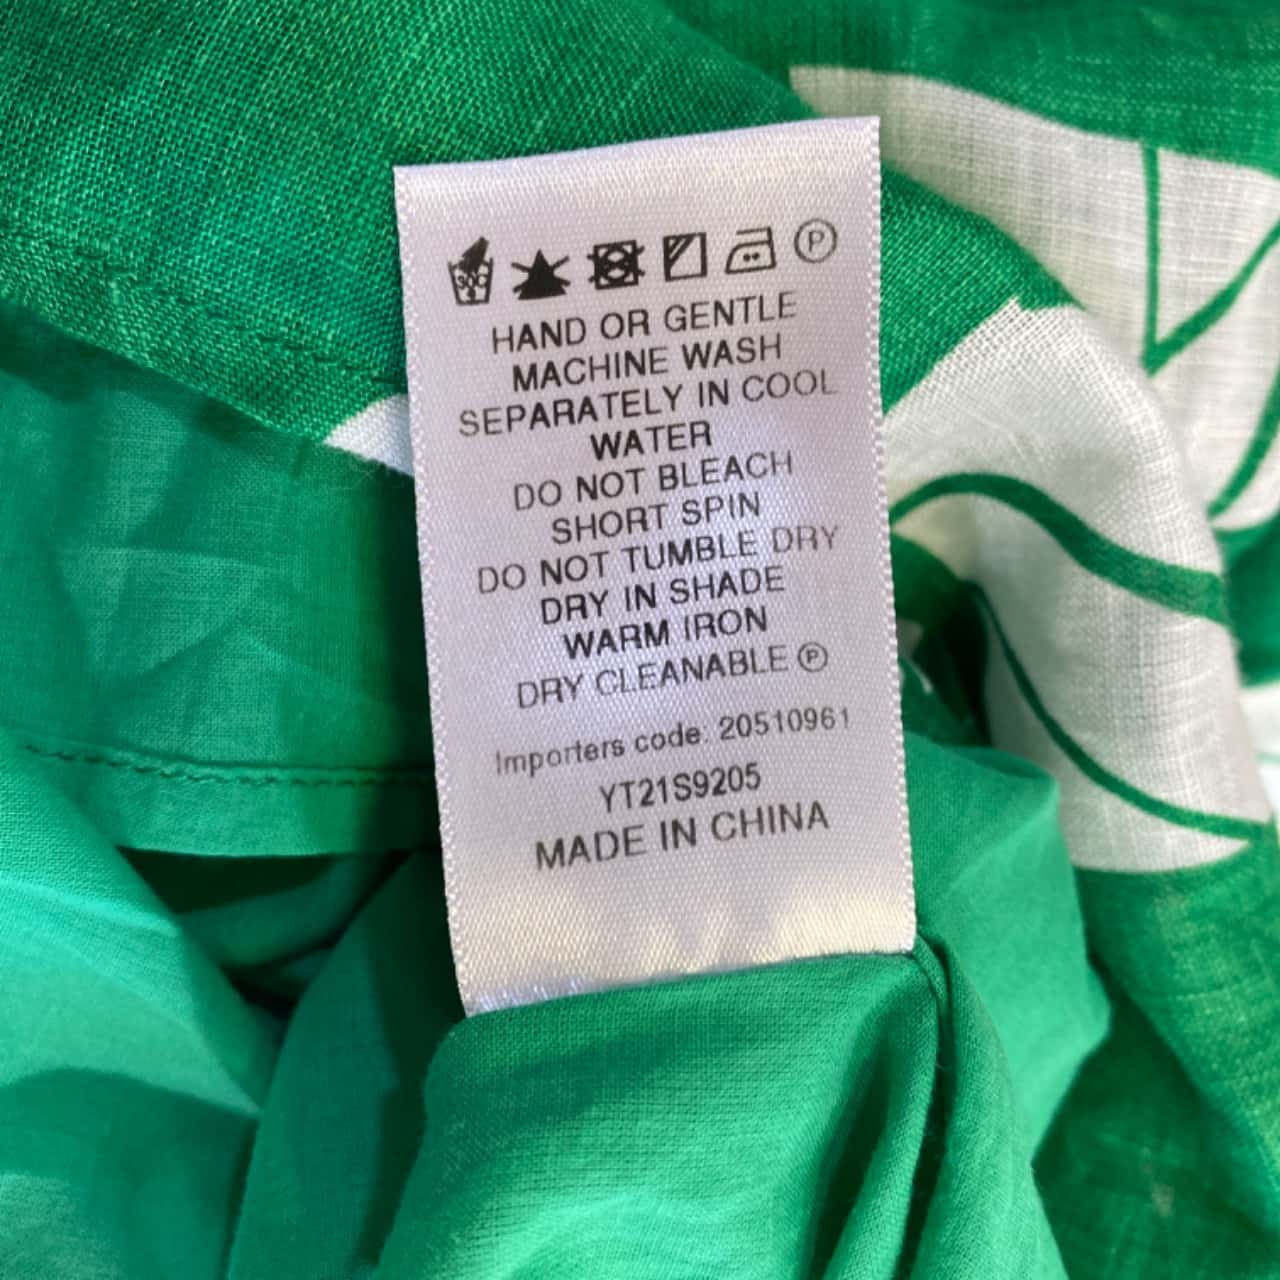 30C
P
HAND OR GENTLE
MACHINE WASH
SEPARATELY IN COOL
WATER
DO NOT BLEACH
SHORT SPIN
DO NOT TUMBLE DRY
DRY IN SHADE
WARM IRON
DRY CLEANABLE Ⓟ
Importers code: 20510961
YT21S9205
MADE IN CHINA